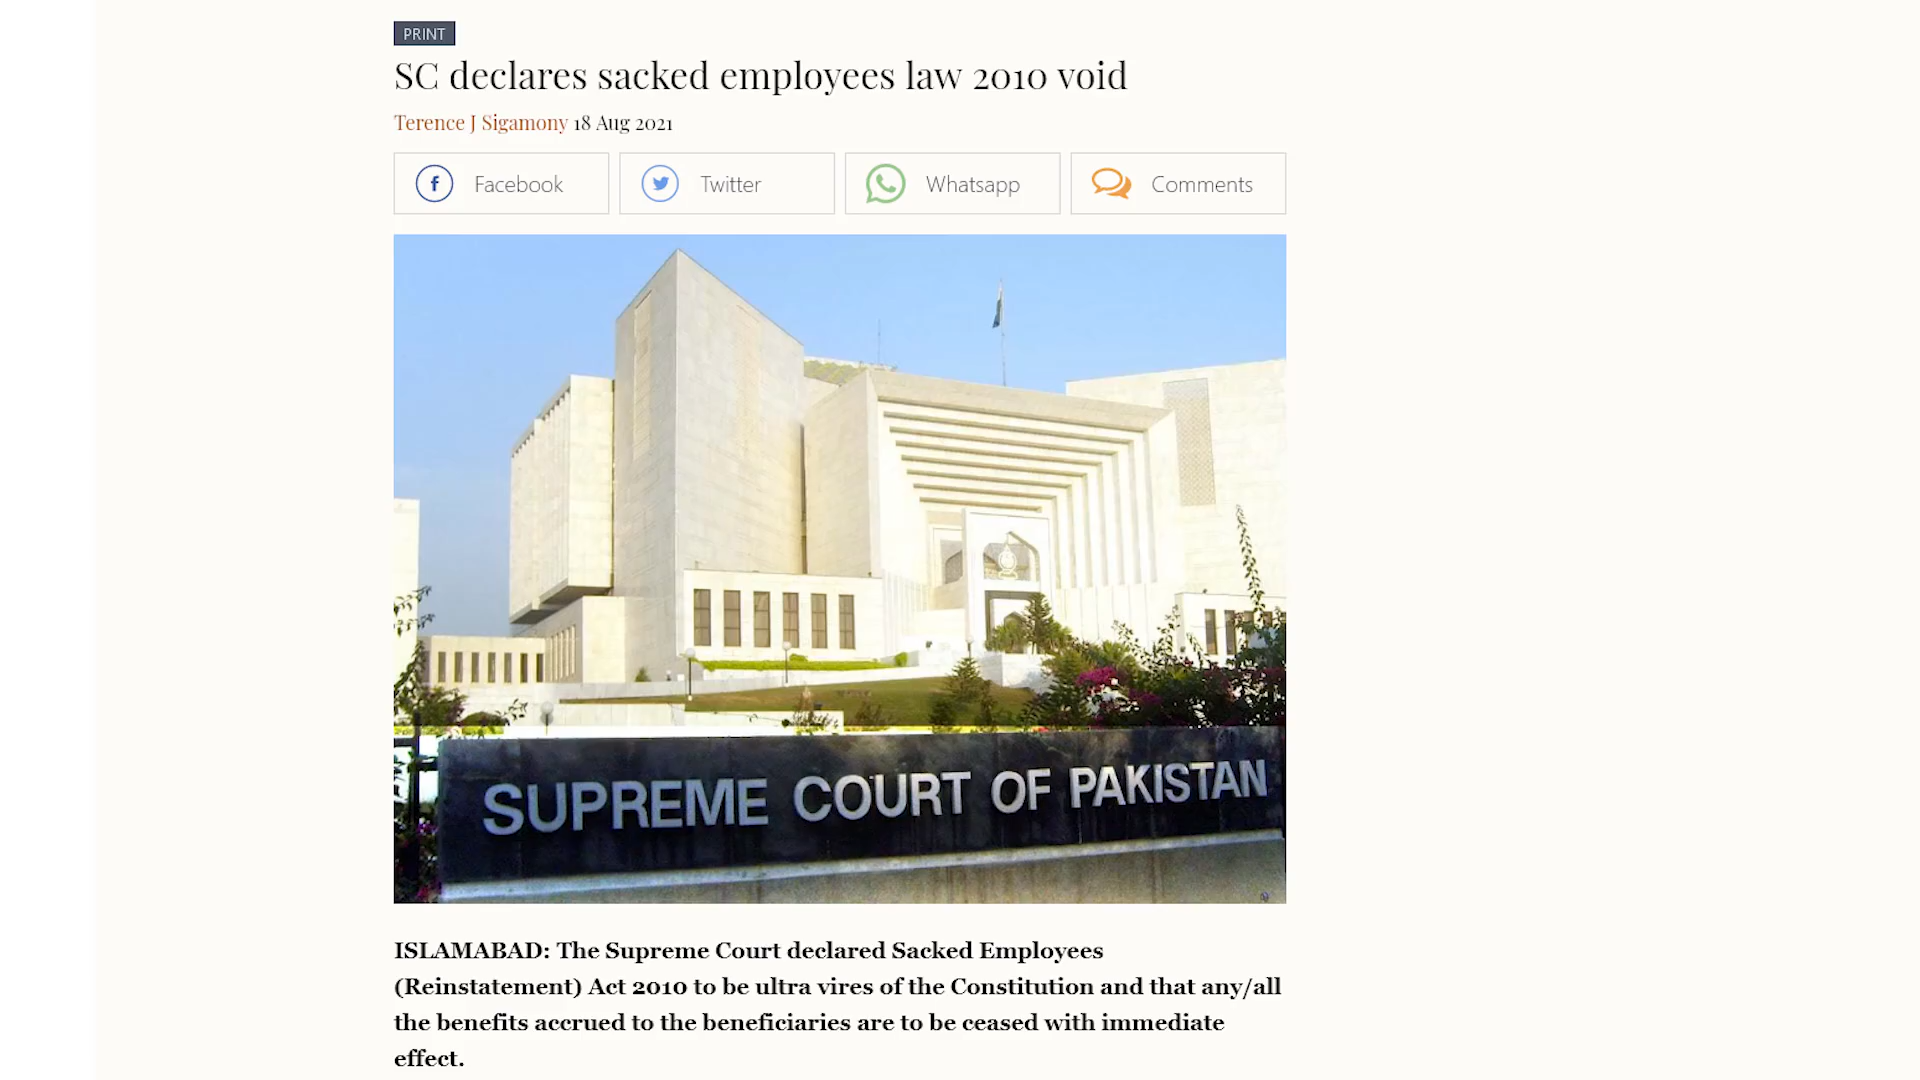 PRINT
SC declares sacked employees law 2010 void
Terence J Sigamony 18 Aug 2021
Facebook
Twitter
Whatsapp
Comments
SUPREME COURT OF PAKISTAN
ISLAMABAD: The Supreme Court declared Sacked Employees
(Reinstatement) Act 2010 to be ultra vires of the Constitution and that any/all
the benefits accrued to the beneficiaries are to be ceased with immediate
effect.